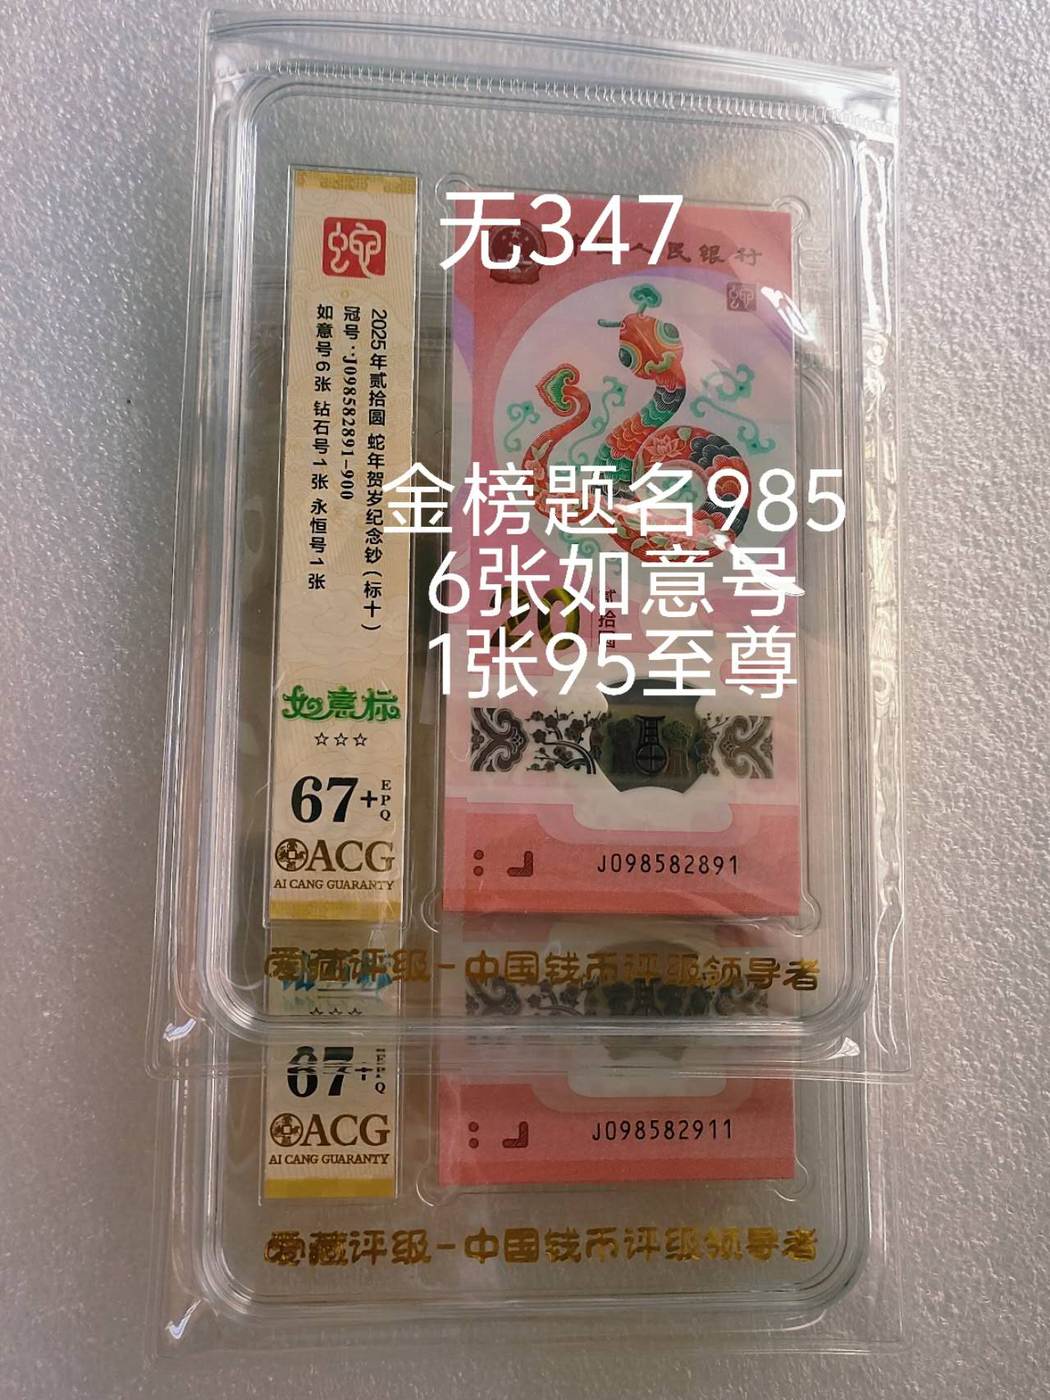 无347
金榜题名985
6张如意号
1张95至尊
蛇
2025年贰拾圆 蛇年贺岁纪念钞(标十)
冠号:J098582891-900
如意号6张 钻石号1张 永恒号1张
如意标
☆☆☆
67+EPQ
ACG
AI CANG GUARANTY
人民银行
蛇
20
贰拾圆
J098582891
爱藏评级-中国钱币评级领导者
☆☆☆
67+EPQ
ACG
AI CANG GUARANTY
J098582911
爱藏评级-中国钱币评级领导者